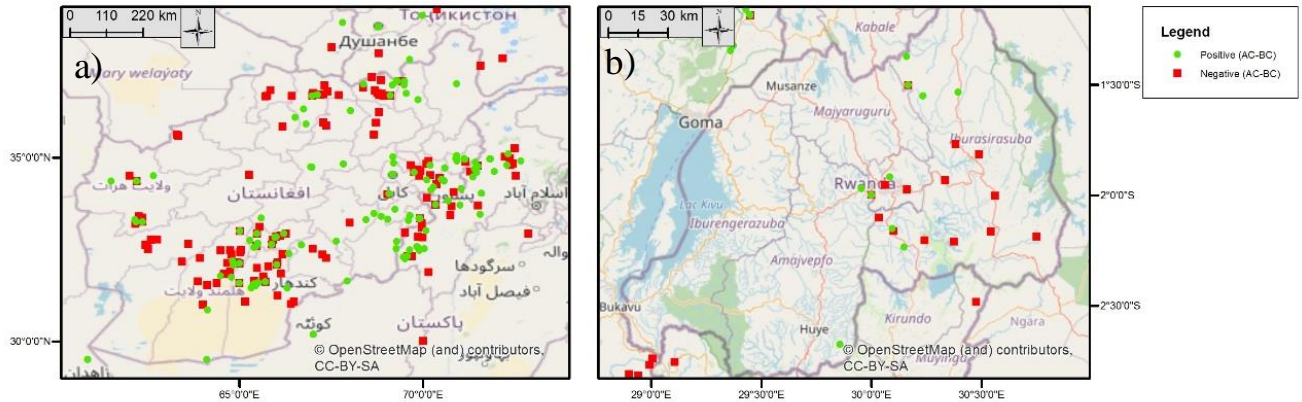 0 110 220 km
a)
Тоҷикистон
Душанбе
Mary welaýaty
35°0'0"N
30°0'0"N
65°0'0"E
70°0'0"E
ولایت هرات
افغانستان
کابل
پښتون
اسلام آباد
سرگودھا
فیصل آباد
کندهار
هلمند ولایت
کوئٹہ
پاکستان
زاهدان
© OpenStreetMap (and) contributors,
CC-BY-SA
0 15 30 km
b)
Kabale
Musanze
Goma
Majyaruguru
Iburasirasuba
Rwanda
Lac Kivu
Iburengerazuba
Amajyepfo
Bukavu
Huye
Kirundo
Ngara
Muyinga
© OpenStreetMap (and) contributors,
CC-BY-SA
1°30'0"S
2°0'0"S
2°30'0"S
29°0'0"E
29°30'0"E
30°0'0"E
30°30'0"E
Legend
Positive (AC-BC)
Negative (AC-BC)